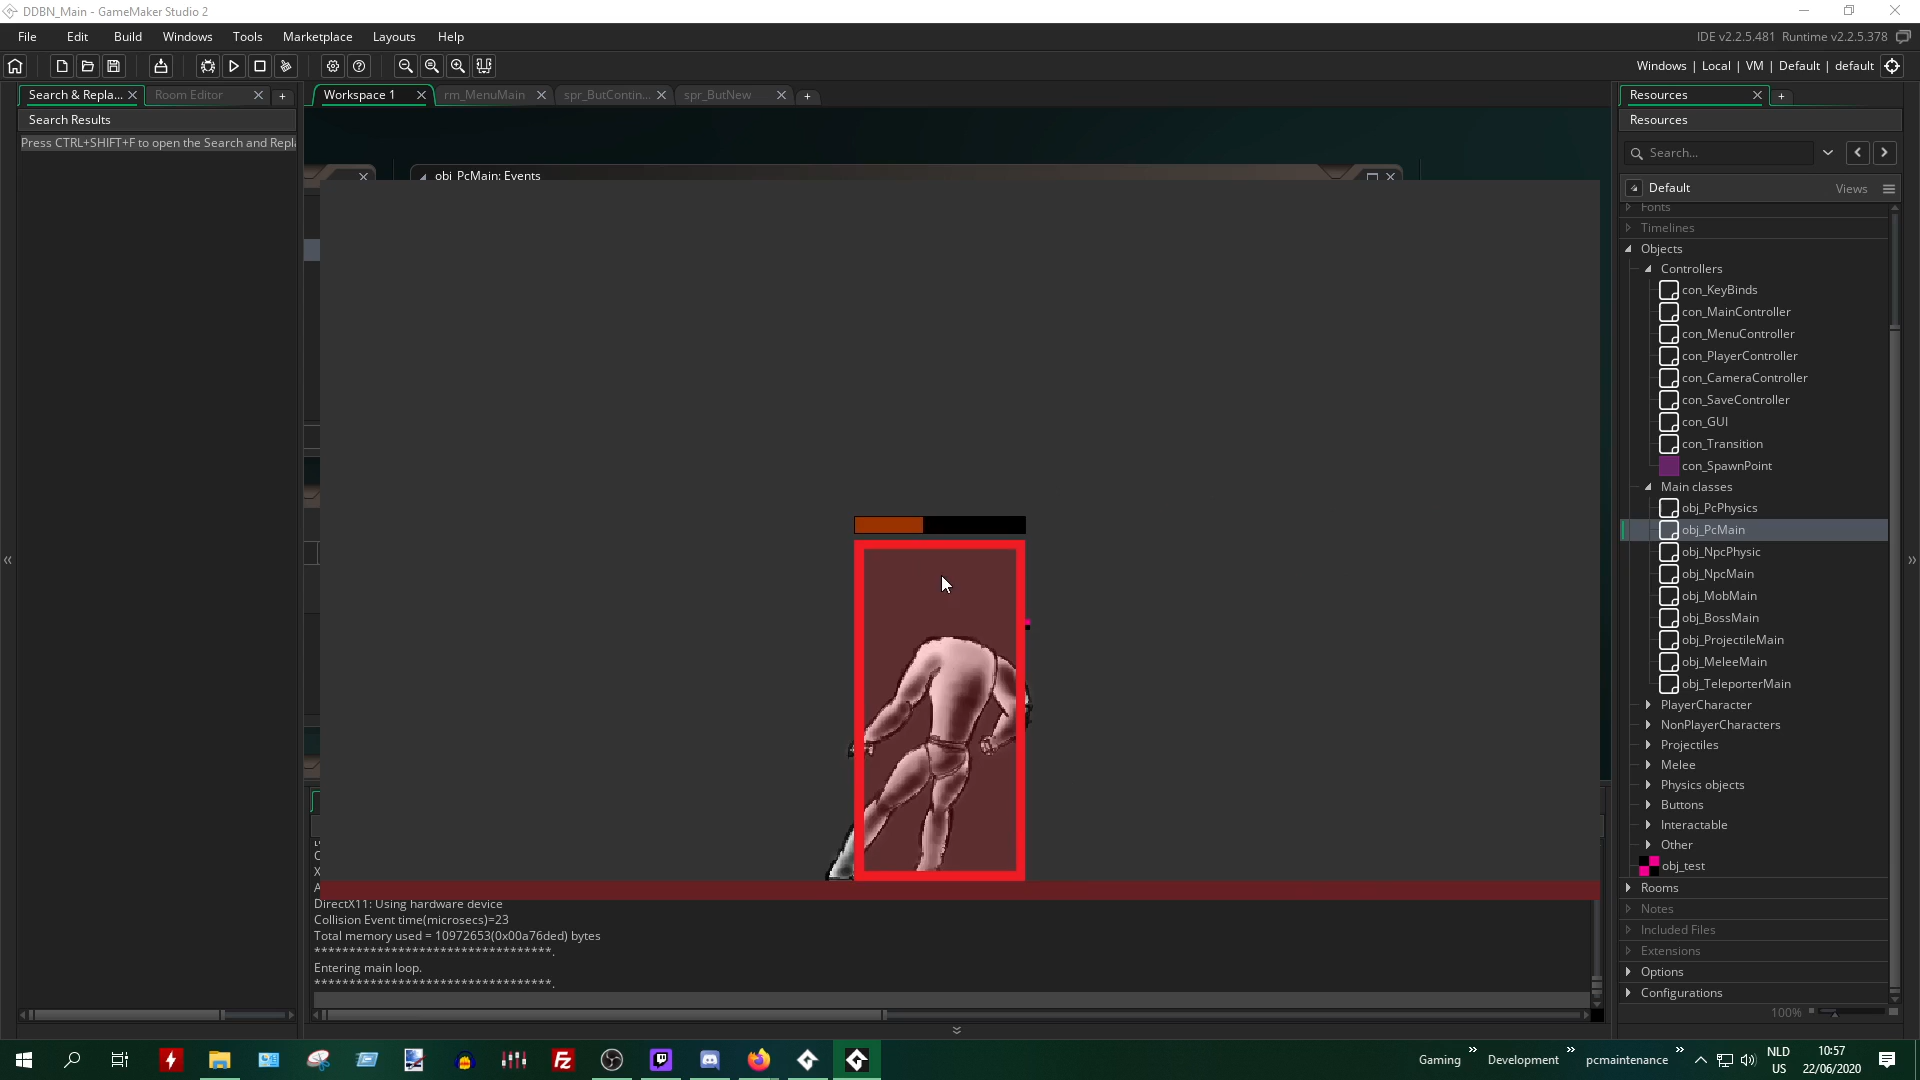 DDBN_Main - GameMaker Studio 2
File Edit Build Windows Tools Marketplace Layouts Help
IDE v2.2.5.481 Runtime v2.2.5.378
Windows | Local | VM | Default | default
Search & Repla...
Room Editor
Search Results
Press CTRL+SHIFT+F to open the Search and Repl
Workspace 1
rm_MenuMain
spr_ButContin...
spr_ButNew
obj_PcMain: Events
DirectX11: Using hardware device
Collision Event time(microsecs)=23
Total memory used = 10972653(0x00a76ded) bytes
**********************************.
Entering main loop.
**********************************.
Resources
Resources
Search...
Default Views
Fonts
Timelines
Objects
Controllers
con_KeyBinds
con_MainController
con_MenuController
con_PlayerController
con_CameraController
con_SaveController
con_GUI
con_Transition
con_SpawnPoint
Main classes
obj_PcPhysics
obj_PcMain
obj_NpcPhysic
obj_NpcMain
obj_MobMain
obj_BossMain
obj_ProjectileMain
obj_MeleeMain
obj_TeleporterMain
PlayerCharacter
NonPlayerCharacters
Projectiles
Melee
Physics objects
Buttons
Interactable
Other
obj_test
Rooms
Notes
Included Files
Extensions
Options
Configurations
100%
Gaming » Development » pcmaintenance »
NLD
US
10:57
22/06/2020